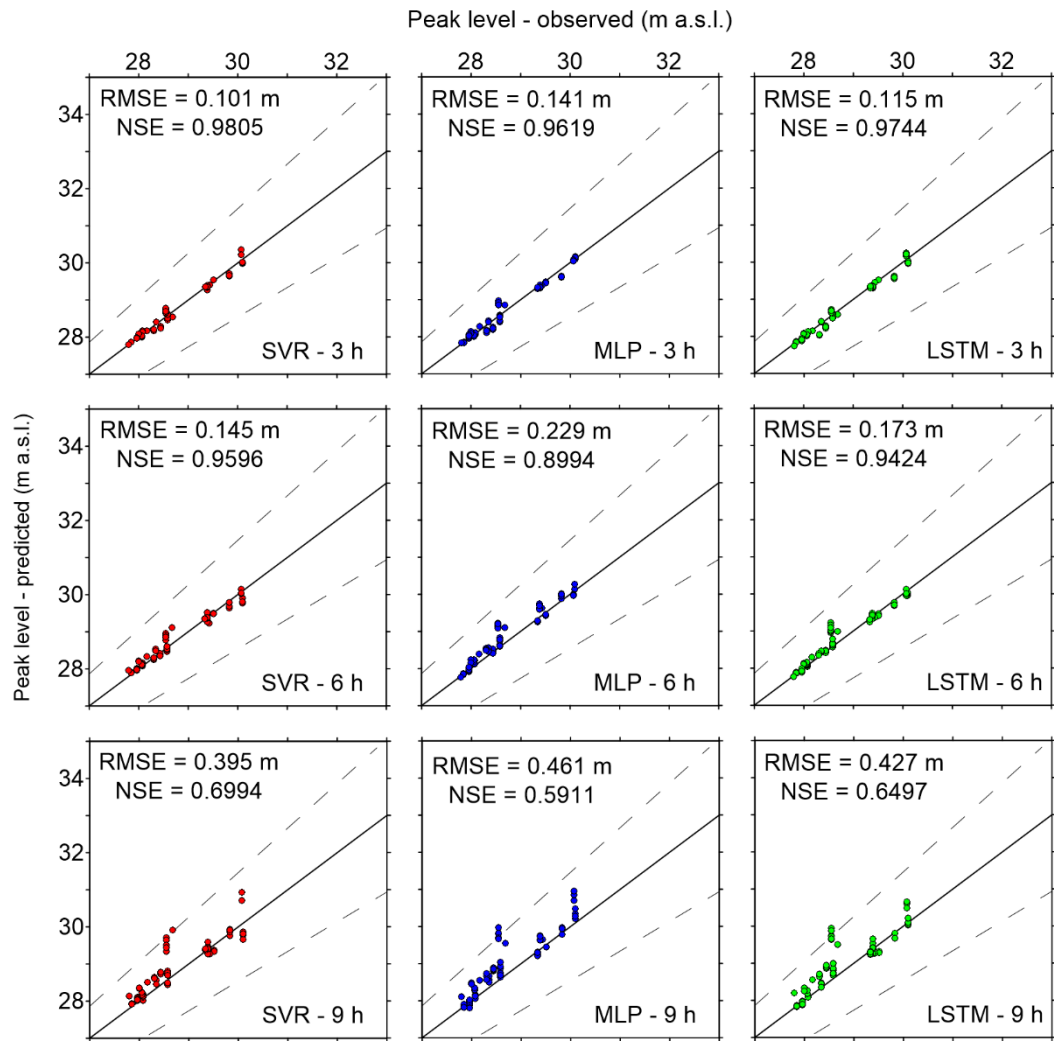 Peak level - observed (m a.s.l.)
28 30 32 28 30 32 28 30 32
34
32
30
28
RMSE = 0.101 m
NSE = 0.9805
SVR - 3 h
RMSE = 0.141 m
NSE = 0.9619
MLP - 3 h
RMSE = 0.115 m
NSE = 0.9744
LSTM - 3 h
Peak level - predicted (m a.s.l.)
34
32
30
28
RMSE = 0.145 m
NSE = 0.9596
SVR - 6 h
RMSE = 0.229 m
NSE = 0.8994
MLP - 6 h
RMSE = 0.173 m
NSE = 0.9424
LSTM - 6 h
34
32
30
28
RMSE = 0.395 m
NSE = 0.6994
SVR - 9 h
RMSE = 0.461 m
NSE = 0.5911
MLP - 9 h
RMSE = 0.427 m
NSE = 0.6497
LSTM - 9 h